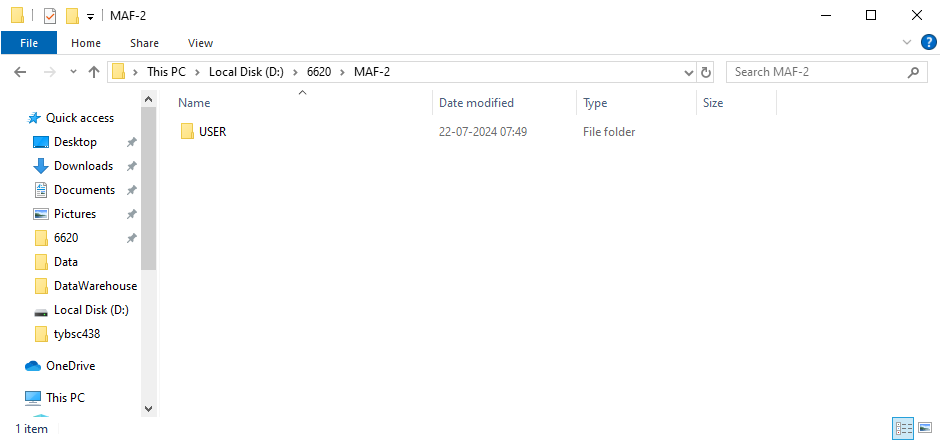 MAF-2
File Home Share View
This PC Local Disk (D:) 6620 MAF-2
Search MAF-2
Name Date modified Type Size
USER 22-07-2024 07:49 File folder
Quick access
Desktop
Downloads
Documents
Pictures
6620
Data
DataWarehouse
Local Disk (D:)
tybsc438
OneDrive
This PC
1 item